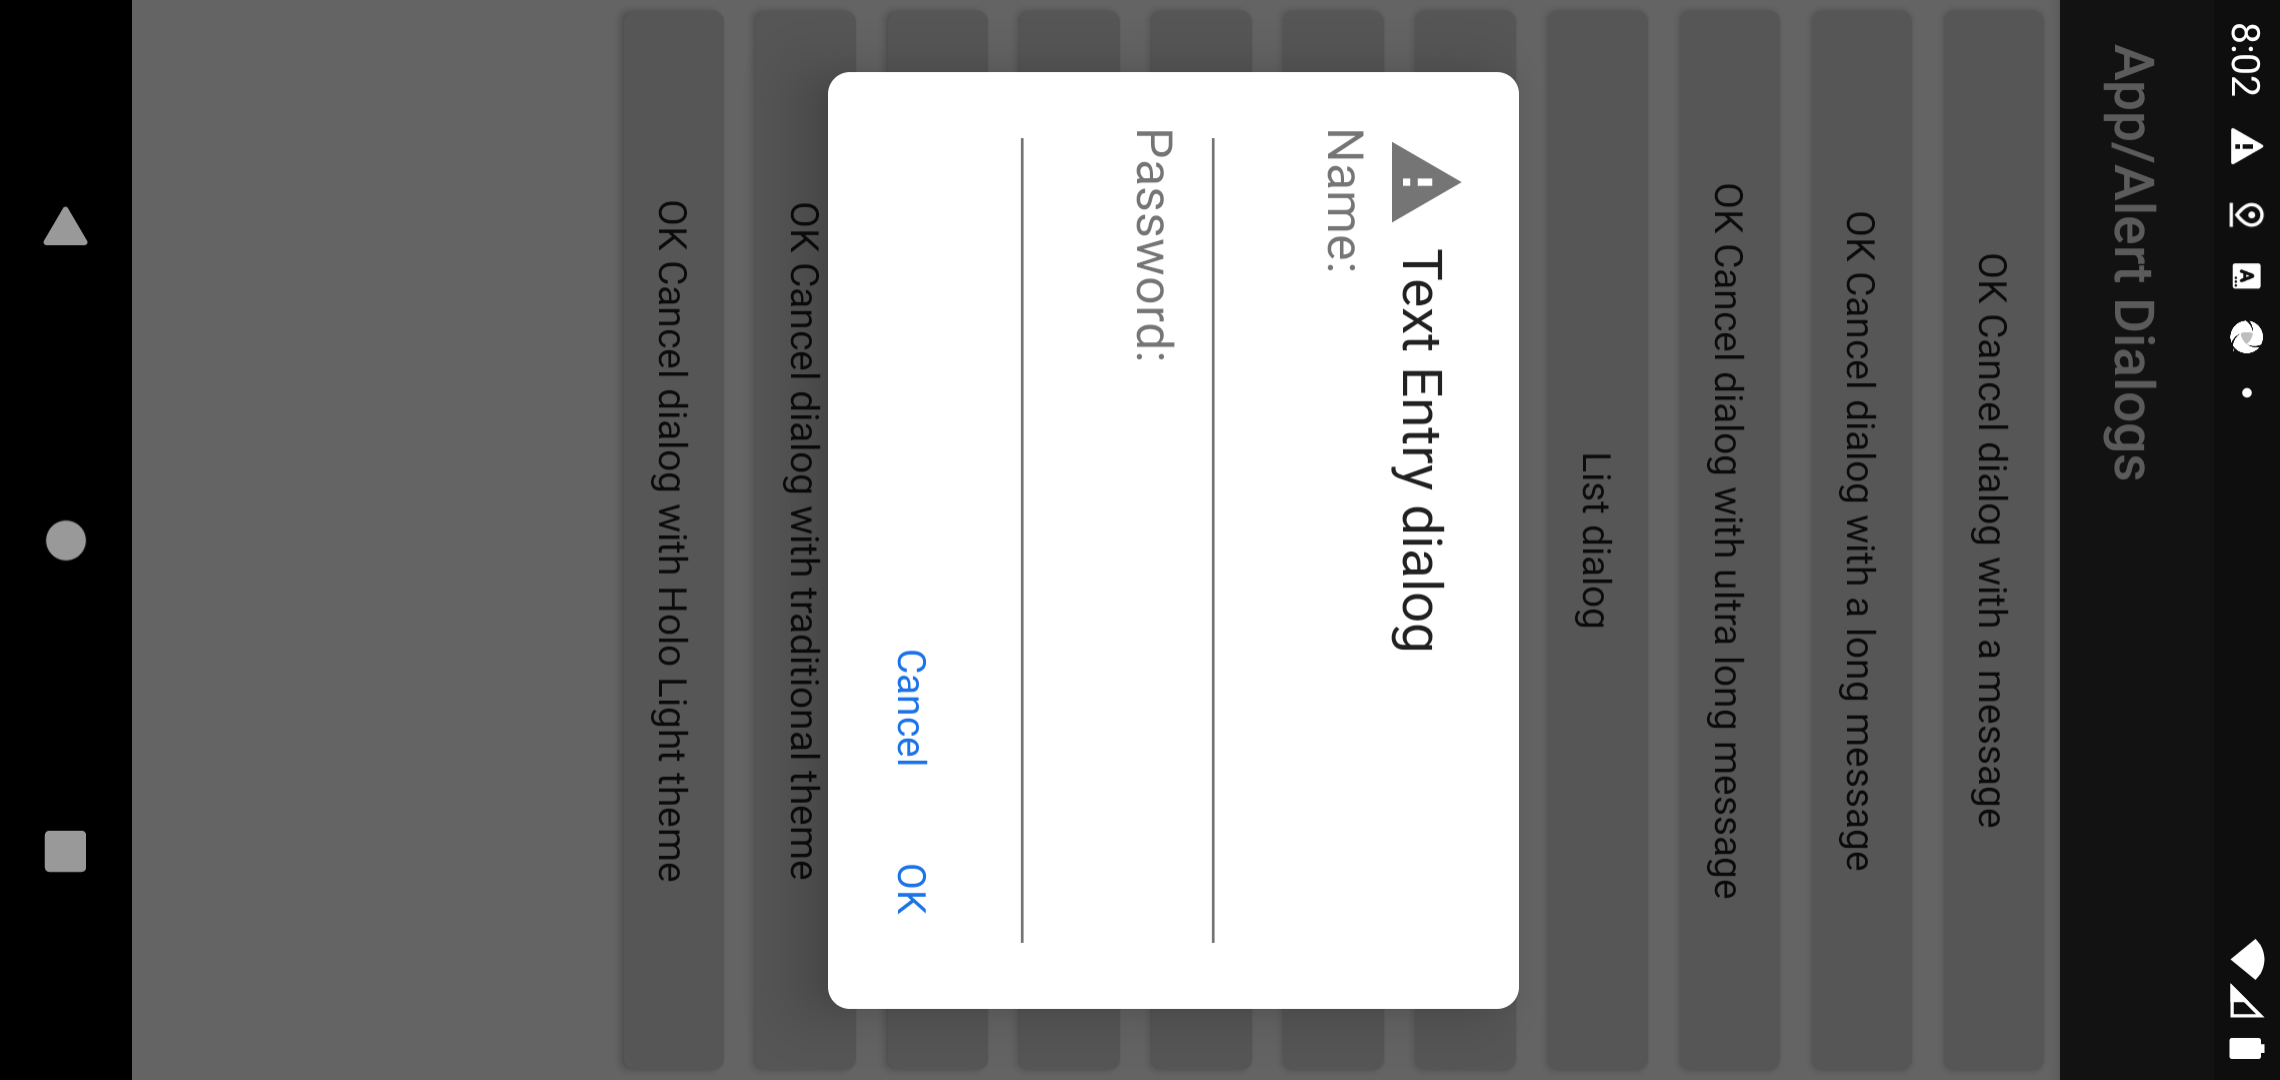 8:02
App/Alert Dialogs
OK Cancel dialog with a message
OK Cancel dialog with a long message
OK Cancel dialog with ultra long message
List dialog
Text Entry dialog
Name:
Password:
Cancel
OK
OK Cancel dialog with traditional theme
OK Cancel dialog with Holo Light theme